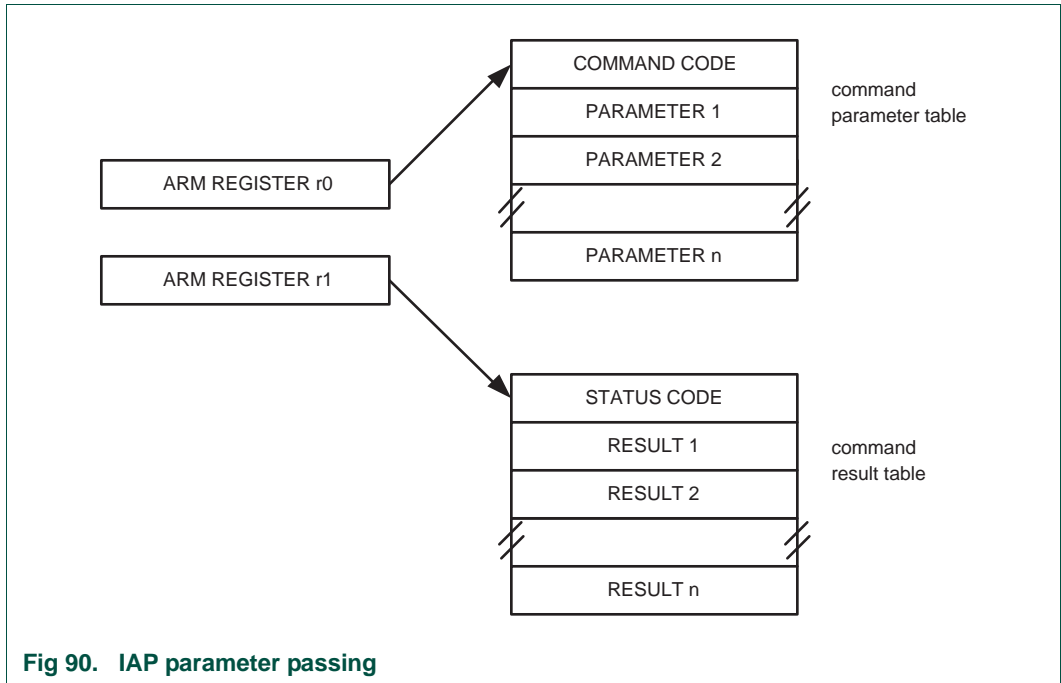 COMMAND CODE
PARAMETER 1
PARAMETER 2
PARAMETER n
command
parameter table
ARM REGISTER r0
ARM REGISTER r1
STATUS CODE
RESULT 1
RESULT 2
RESULT n
command
result table
Fig 90. IAP parameter passing